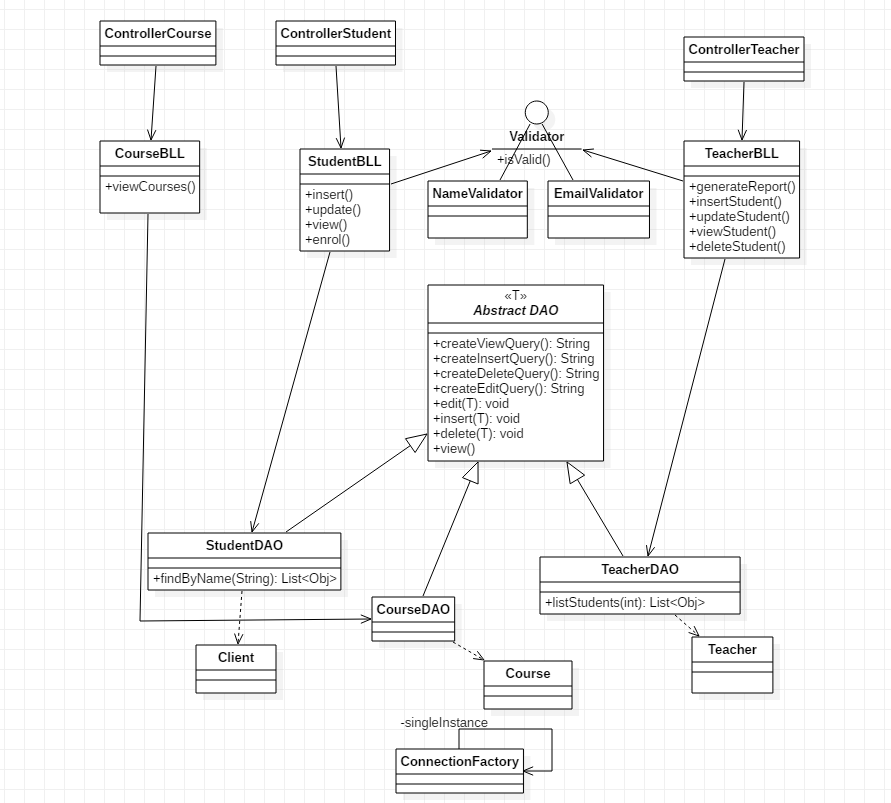 ControllerCourse
ControllerStudent
ControllerTeacher
Validator
+isValid()
CourseBLL
+viewCourses()
StudentBLL
+insert()
+update()
+view()
+enrol()
NameValidator
EmailValidator
TeacherBLL
+generateReport()
+insertStudent()
+updateStudent()
+viewStudent()
+deleteStudent()
«T»
Abstract DAO
+createViewQuery(): String
+createInsertQuery(): String
+createDeleteQuery(): String
+createEditQuery(): String
+edit(T): void
+insert(T): void
+delete(T): void
+view()
StudentDAO
+findByName(String): List<Obj>
TeacherDAO
+listStudents(int): List<Obj>
CourseDAO
Client
Course
Teacher
-singleInstance
ConnectionFactory